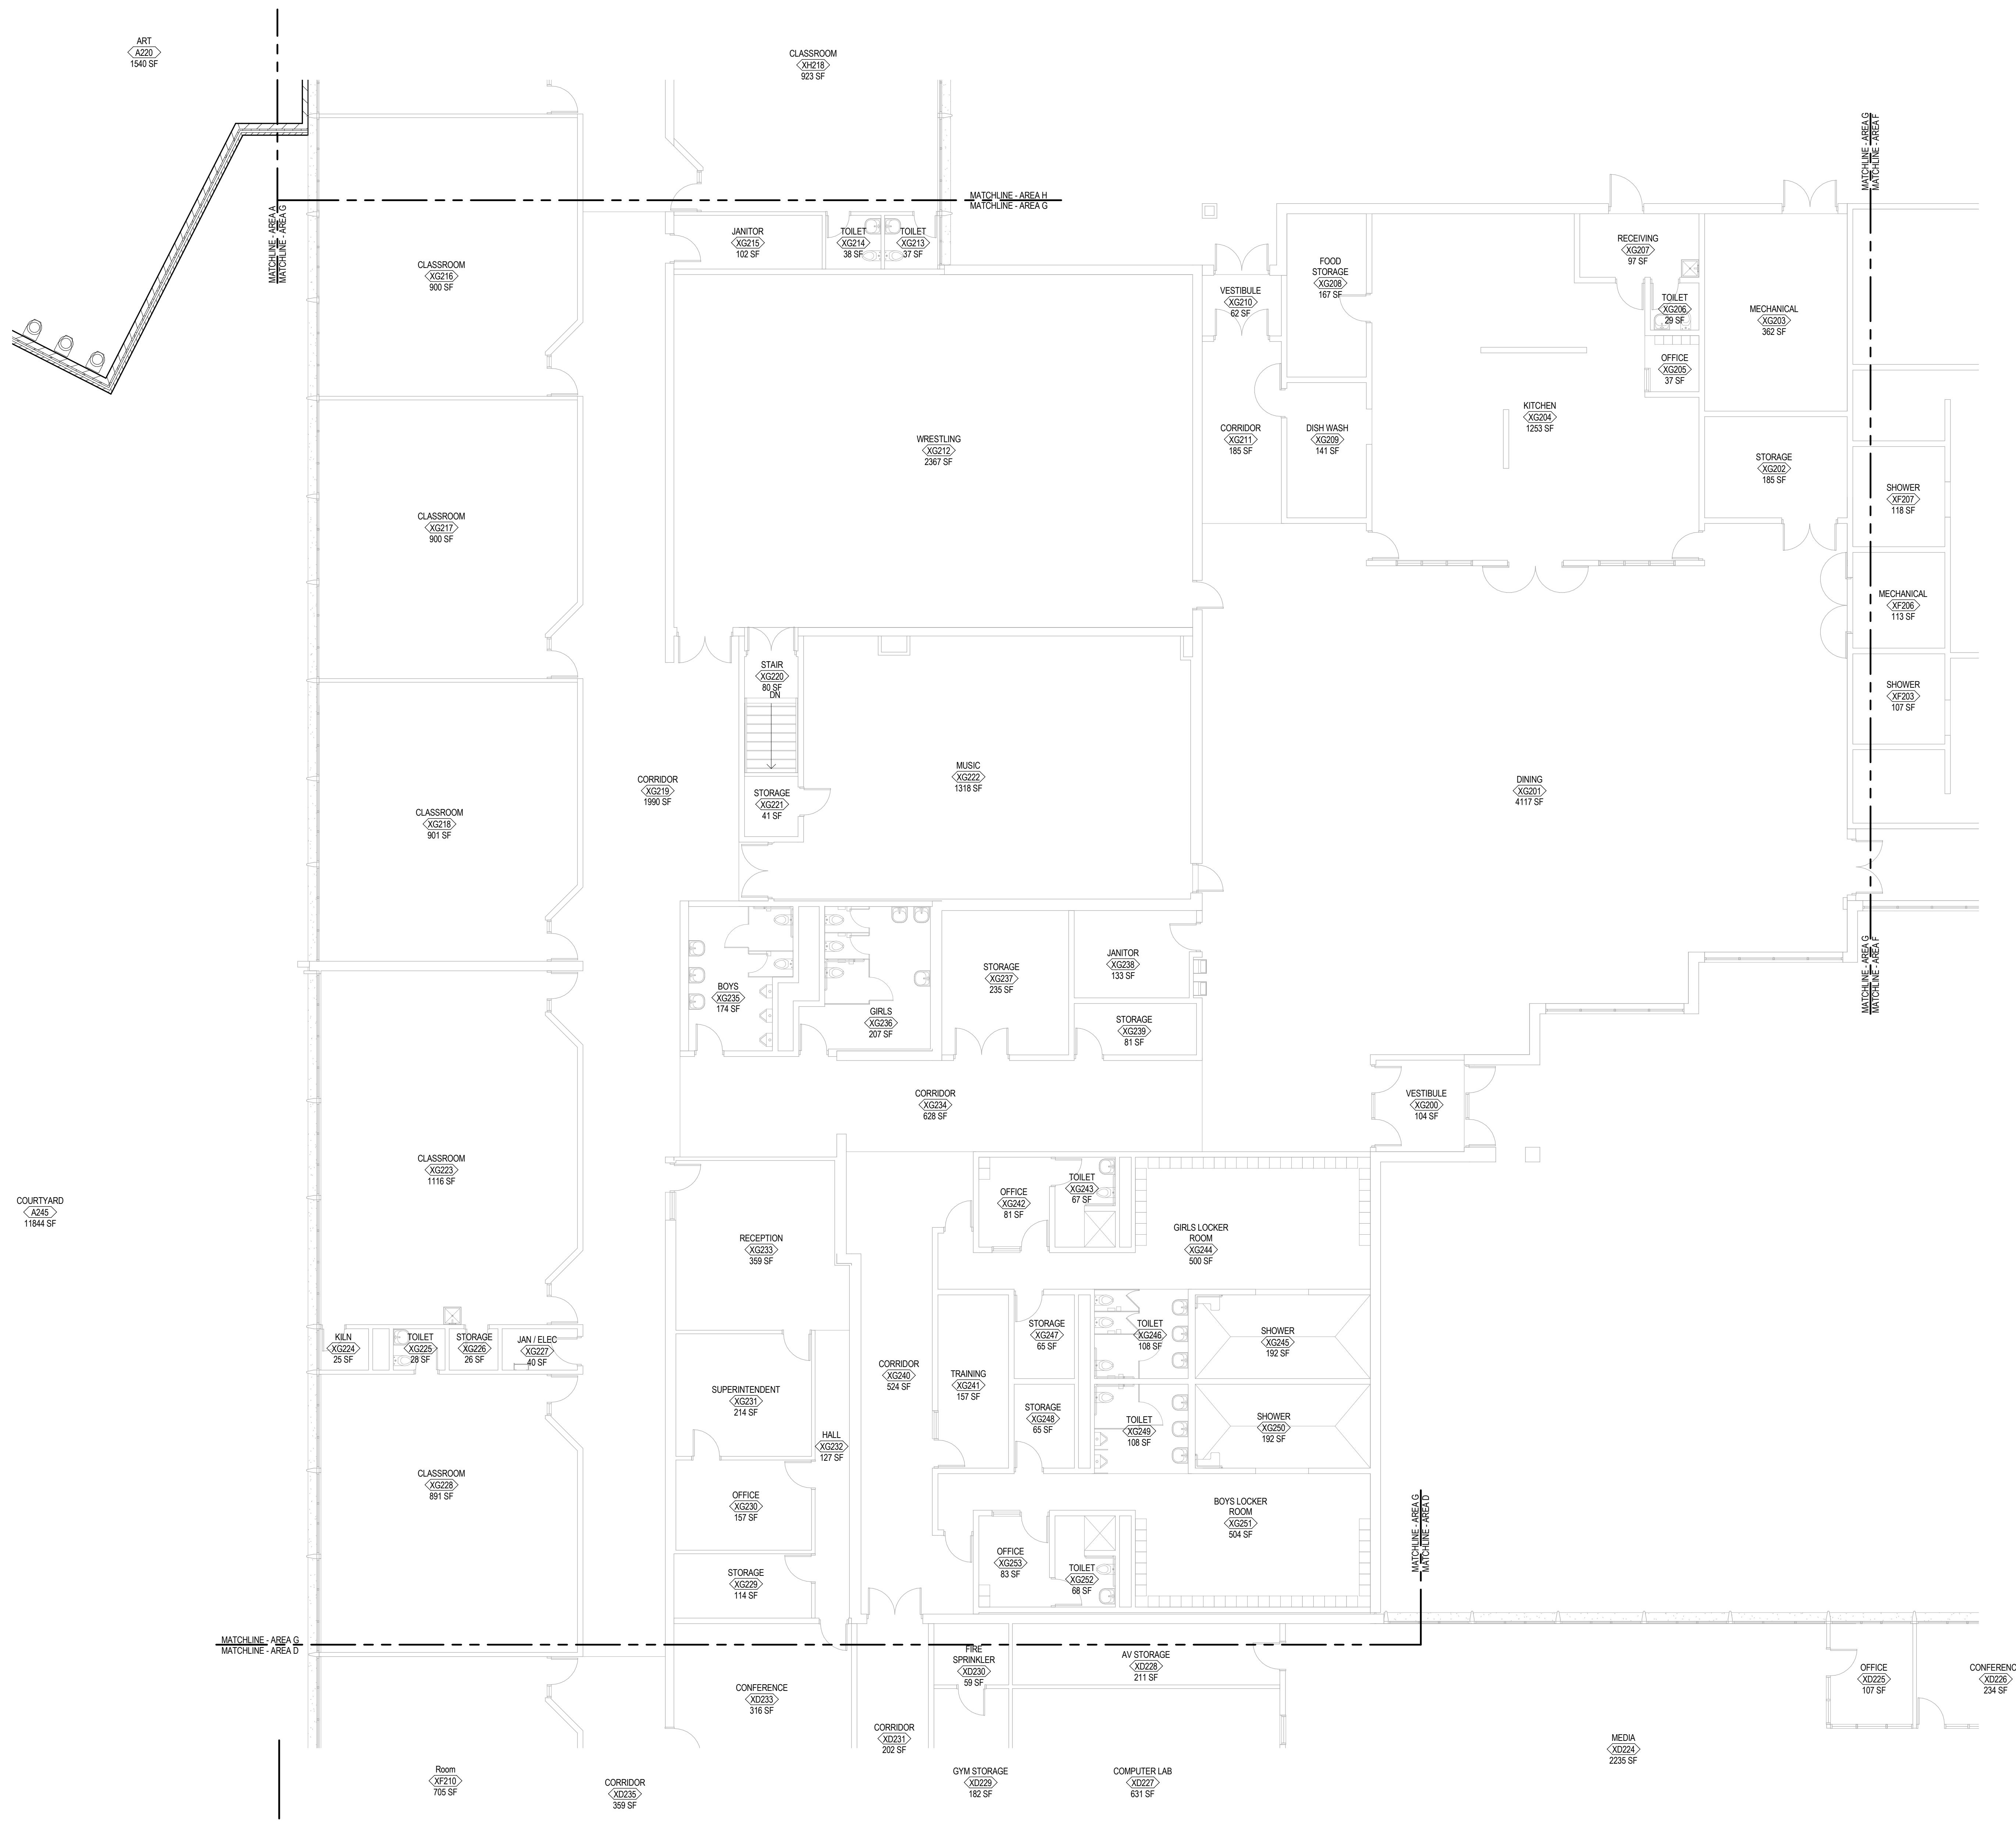 ART
A220
1540 SF
CLASSROOM
XH218
923 SF
MATCHLINE - AREA A
MATCHLINE - AREA G
MATCHLINE - AREA H
MATCHLINE - AREA G
MATCHLINE - AREA G
MATCHLINE - AREA F
JANITOR
XG215
102 SF
TOILET
XG214
38 SF
TOILET
XG213
37 SF
CLASSROOM
XG216
900 SF
VESTIBULE
XG210
62 SF
FOOD
STORAGE
XG208
167 SF
RECEIVING
XG207
97 SF
TOILET
XG206
29 SF
MECHANICAL
XG203
362 SF
OFFICE
XG205
37 SF
KITCHEN
XG204
1253 SF
WRESTLING
XG212
2367 SF
CORRIDOR
XG211
185 SF
DISH WASH
XG209
141 SF
STORAGE
XG202
185 SF
SHOWER
XF207
118 SF
CLASSROOM
XG217
900 SF
MECHANICAL
XF206
113 SF
STAIR
XG220
80 SF
DN
SHOWER
XF203
107 SF
CORRIDOR
XG219
1990 SF
MUSIC
XG222
1318 SF
STORAGE
XG221
41 SF
DINING
XG201
4117 SF
CLASSROOM
XG218
901 SF
MATCHLINE - AREA G
MATCHLINE - AREA F
BOYS
XG235
174 SF
GIRLS
XG236
207 SF
STORAGE
XG237
235 SF
JANITOR
XG238
133 SF
STORAGE
XG239
81 SF
CORRIDOR
XG234
628 SF
VESTIBULE
XG200
104 SF
CLASSROOM
XG223
1116 SF
COURTYARD
A245
11844 SF
OFFICE
XG242
81 SF
TOILET
XG243
67 SF
RECEPTION
XG233
359 SF
GIRLS LOCKER
ROOM
XG244
500 SF
KILN
XG224
25 SF
TOILET
XG225
28 SF
STORAGE
XG226
26 SF
JAN / ELEC
XG227
40 SF
STORAGE
XG247
65 SF
TOILET
XG246
108 SF
SHOWER
XG245
192 SF
CORRIDOR
XG240
524 SF
TRAINING
XG241
157 SF
SUPERINTENDENT
XG231
214 SF
STORAGE
XG248
65 SF
TOILET
XG249
108 SF
SHOWER
XG250
192 SF
HALL
XG232
127 SF
CLASSROOM
XG228
891 SF
OFFICE
XG230
157 SF
BOYS LOCKER
ROOM
XG251
504 SF
MATCHLINE - AREA G
MATCHLINE - AREA D
OFFICE
XG253
83 SF
TOILET
XG252
68 SF
STORAGE
XG229
114 SF
MATCHLINE - AREA G
MATCHLINE - AREA D
FIRE
SPRINKLER
XD230
59 SF
AV STORAGE
XD228
211 SF
OFFICE
XD225
107 SF
CONFERENC
XD226
234 SF
CONFERENCE
XD233
316 SF
CORRIDOR
XD231
202 SF
MEDIA
XD224
2235 SF
Room
XF210
705 SF
CORRIDOR
XD235
359 SF
GYM STORAGE
XD229
182 SF
COMPUTER LAB
XD227
631 SF